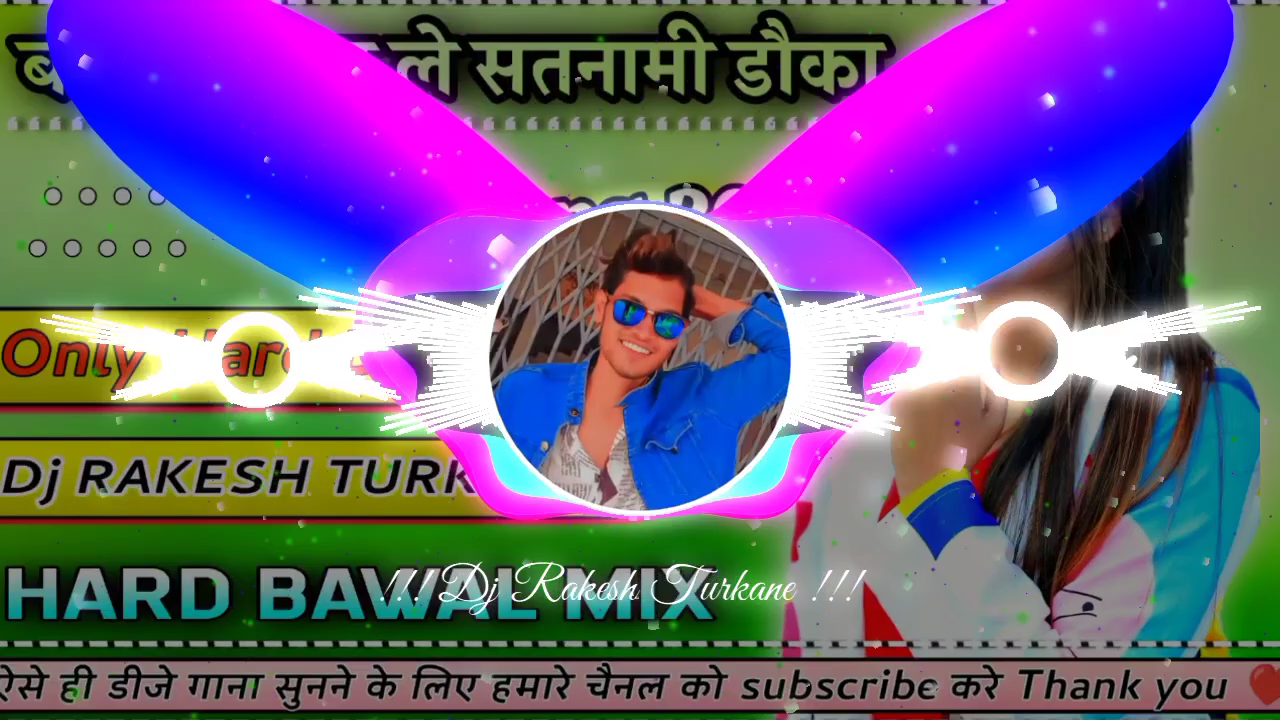 ले सतनामी डौका
Only Hard
Dj RAKESH TURK
HARD BAWAL MIX
!!! Dj Rakesh Turkane !!!
ऐसे ही डीजे गाना सुनने के लिए हमारे चैनल को subscribe करे Thank you